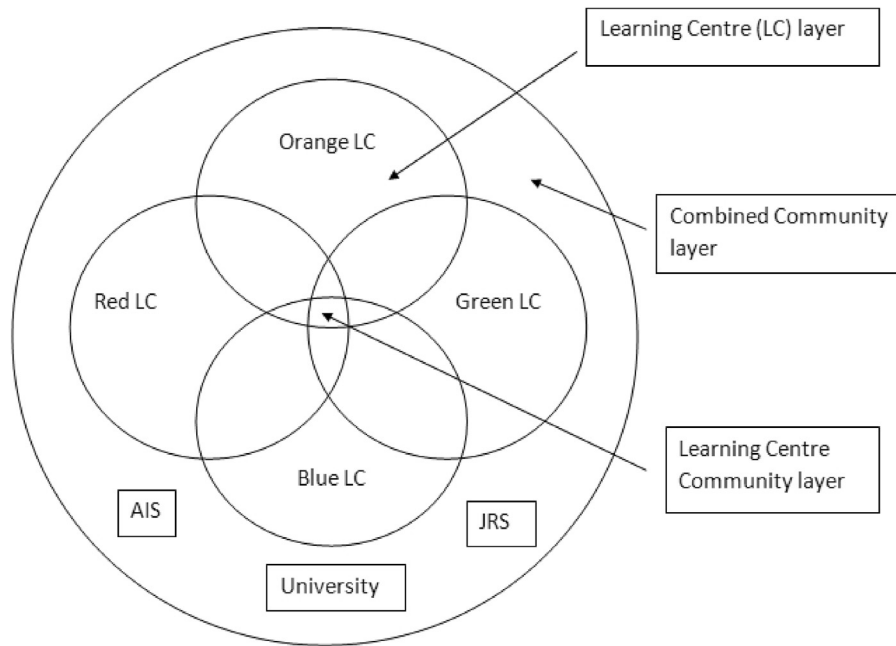 Learning Centre (LC) layer
Orange LC
Combined Community
layer
Red LC
Green LC
Learning Centre
Community layer
Blue LC
AIS
JRS
University